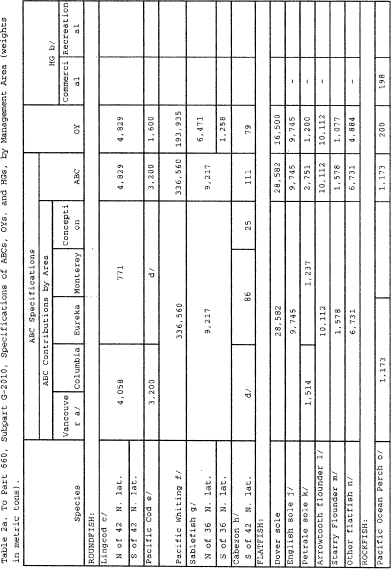 Table 2a. To Part 660, Subpart G-2010, Specifications of ABCs, OYs, and HGs, by Management Area (weights
in metric tons).
ABC Specifications
ABC Contributions by Area
HG b/
Species
Vancouve
r a/
Columbia
Eureka
Monterey
Concepti
on
ABC
OY
Commerci
al
Recreation
al
ROUNDFISH:
Lingcod c/
N of 42 N. lat.
S of 42 N. lat.
4,058
771
4,829
4,829
Pacific Cod e/
3,200
d/
3,200
1,600
Pacific Whiting f/
336,560
336,560
193,935
Sablefish g/
N of 36 N. lat.
S of 36 N. lat.
9,217
9,217
6,471
1,258
Cabezon h/
S of 42 N. lat.
d/
86
25
111
79
FLATFISH:
Dover sole
28,582
28,582
16,500
English sole j/
9,745
9,745
9,745
-
-
Petrale sole k/
1,514
1,237
2,751
1,200
-
-
Arrowtooth flounder l/
10,112
10,112
10,112
-
-
Starry Flounder m/
1,578
1,578
1,077
-
-
Other flatfish n/
6,731
6,731
4,884
-
-
ROCKFISH:
Pacific Ocean Perch o/
1,173
1,173
200
198